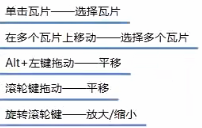 单击瓦片——选择瓦片
在多个瓦片上移动——选择多个瓦片
Alt+左键拖动——平移
滚轮键拖动——平移
旋转滚轮键——放大/缩小